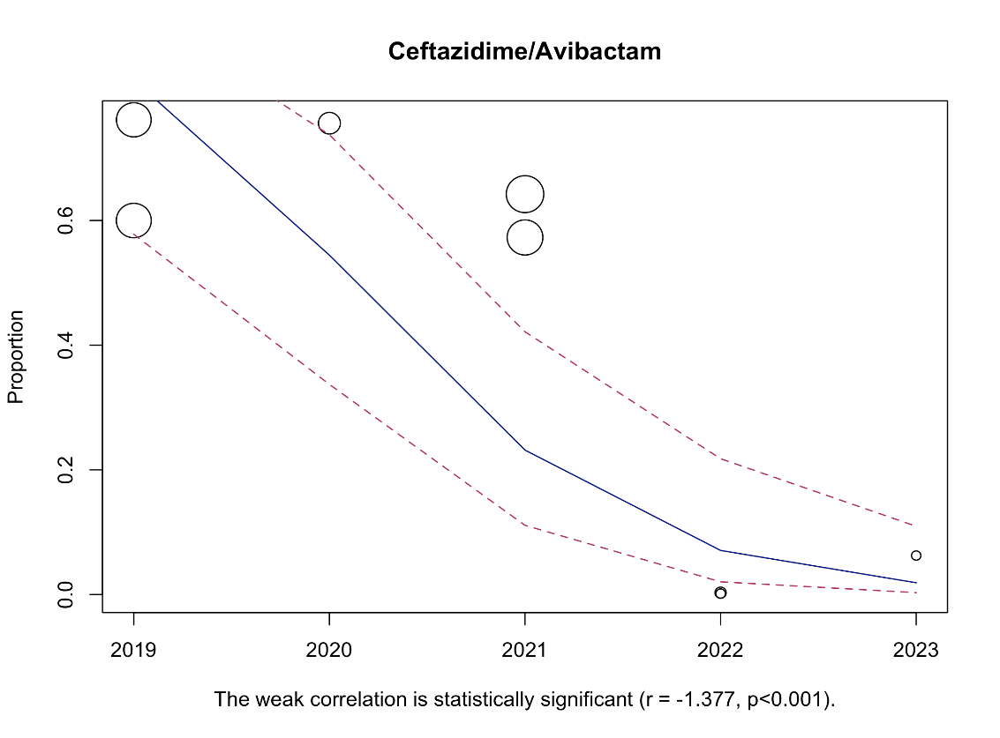 Ceftazidime/Avibactam
Proportion
0.6
0.4
0.2
0.0
2019 2020 2021 2022 2023
The weak correlation is statistically significant (r = -1.377, p<0.001).